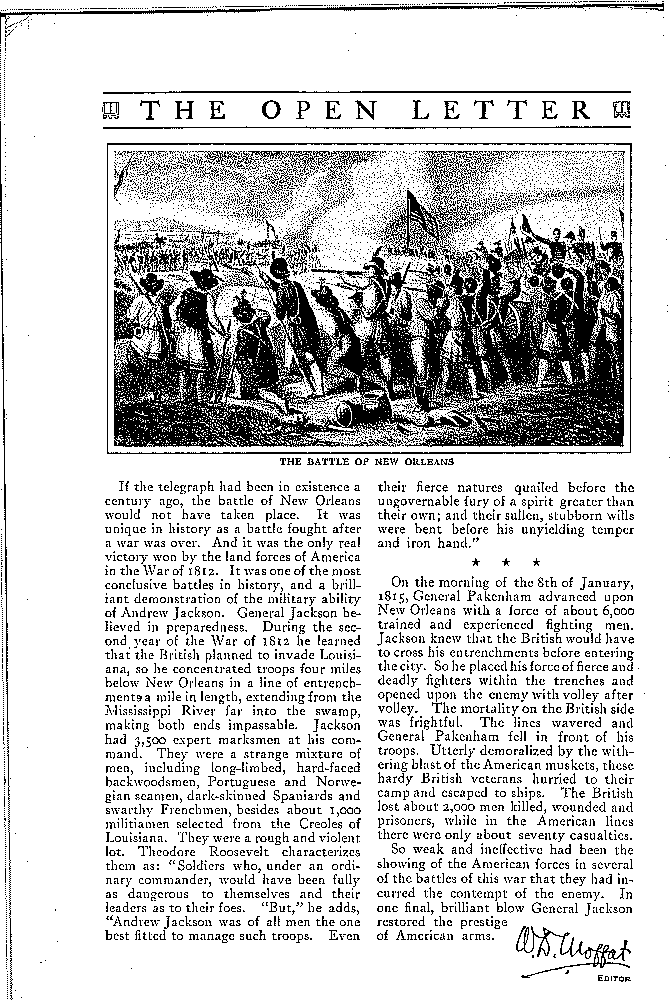 THE OPEN LETTER
THE BATTLE OF NEW ORLEANS
If the telegraph had been in existence a
century ago, the battle of New Orleans
would not have taken place. It was
unique in history as a battle fought after
a war was over. And it was the only real
victory won by the land forces of America
in the War of 1812. It was one of the most
conclusive battles in history, and a brill-
iant demonstration of the military ability
of Andrew Jackson. General Jackson be-
lieved in preparedness. During the sec-
ond year of the War of 1812 he learned
that the British planned to invade Louisi-
ana, so he concentrated troops four miles
below New Orleans in a line of entrench-
ments a mile in length, extending from the
Mississippi River far into the swamp,
making both ends impassable. Jackson
had 3,500 expert marksmen at his com-
mand. They were a strange mixture of
men, including long-limbed, hard-faced
backwoodsmen, Portuguese and Norwe-
gian seamen, dark-skinned Spaniards and
swarthy Frenchmen, besides about 1,000
militiamen selected from the Creoles of
Louisiana. They were a rough and violent
lot. Theodore Roosevelt characterizes
them as: "Soldiers who, under an ordi-
nary commander, would have been fully
as dangerous to themselves and their
leaders as to their foes. "But," he adds,
"Andrew Jackson was of all men the one
best fitted to manage such troops. Even
their fierce natures quailed before the
ungovernable fury of a spirit greater than
their own; and their sullen, stubborn wills
were bent before his unyielding temper
and iron hand."
★ ★ ★
On the morning of the 8th of January,
1815, General Pakenham advanced upon
New Orleans with a force of about 6,000
trained and experienced fighting men.
Jackson knew that the British would have
to cross his entrenchments before entering
the city. So he placed his force of fierce and
deadly fighters within the trenches and
opened upon the enemy with volley after
volley. The mortality on the British side
was frightful. The lines wavered and
General Pakenham fell in front of his
troops. Utterly demoralized by the with-
ering blast of the American muskets, these
hardy British veterans hurried to their
camp and escaped to ships. The British
lost about 2,000 men killed, wounded and
prisoners, while in the American lines
there were only about seventy casualties.
So weak and ineffective had been the
showing of the American forces in several
of the battles of this war that they had in-
curred the contempt of the enemy. In
one final, brilliant blow General Jackson
restored the prestige
of American arms.
W. D. Moffat
EDITOR